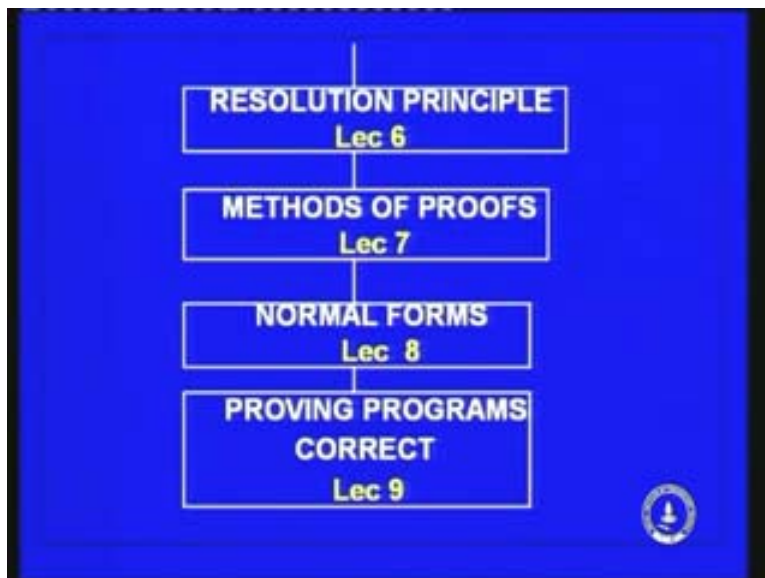 RESOLUTION PRINCIPLE
Lec 6
METHODS OF PROOFS
Lec 7
NORMAL FORMS
Lec 8
PROVING PROGRAMS
CORRECT
Lec 9